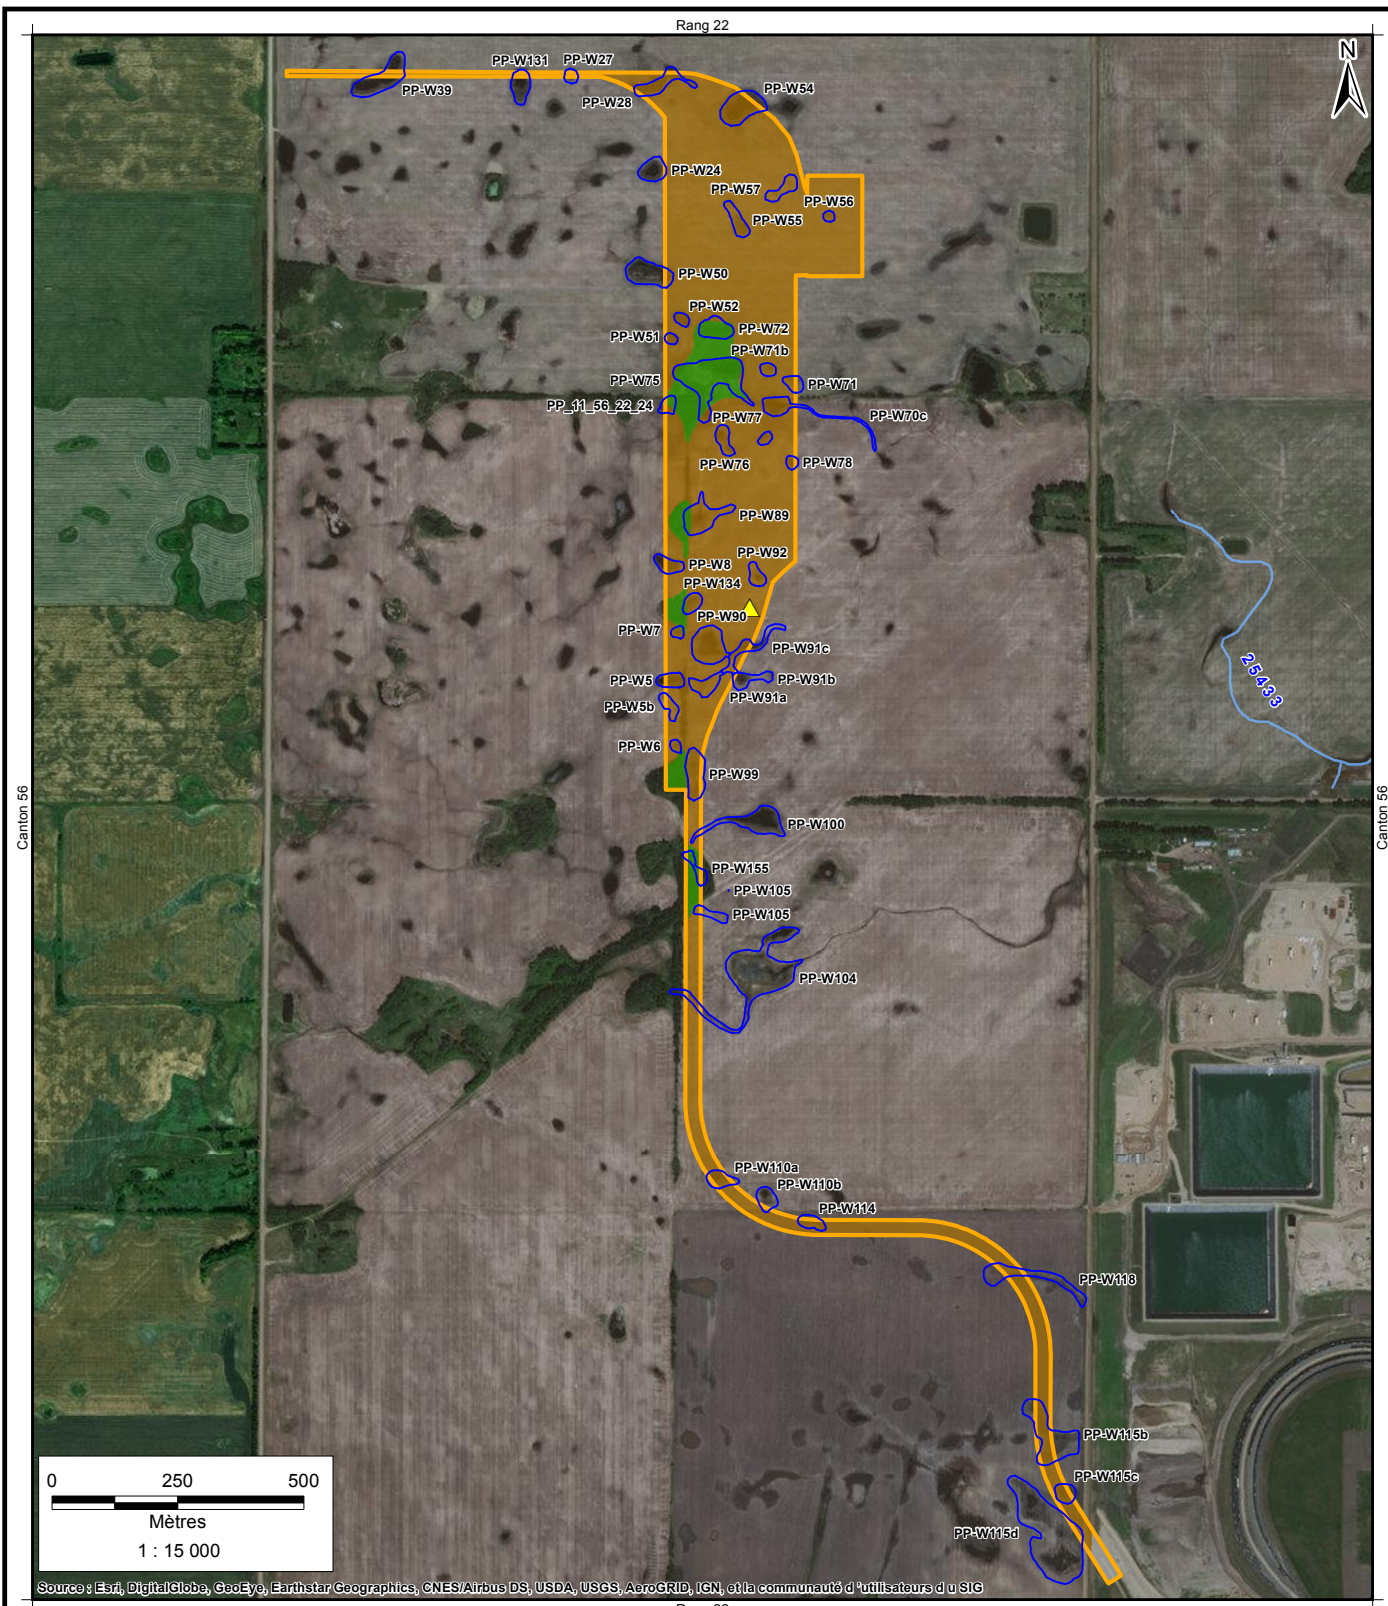 Rang 22
N
PP-W131
PP-W27
PP-W39
PP-W28
PP-W54
PP-W24
PP-W57
PP-W56
PP-W55
PP-W50
PP-W52
PP-W51
PP-W72
PP-W71b
PP-W75
PP-W71
PP_11_56_22_24
PP-W77
PP-W70c
PP-W76
PP-W78
PP-W89
PP-W92
PP-W8
PP-W134
PP-W90
PP-W7
PP-W91c
PP-W5
PP-W91b
PP-W91a
PP-W5b
PP-W6
PP-W99
25433
Canton 56
Canton 56
PP-W100
PP-W155
PP-W105
PP-W105
PP-W104
PP-W110a
PP-W110b
PP-W114
PP-W118
PP-W115b
PP-W115c
PP-W115d
0 250 500
Mètres
1 : 15 000
Source : Esri, DigitalGlobe, GeoEye, Earthstar Geographics, CNES/Airbus DS, USDA, USGS, AeroGRID, IGN, et la communauté d 'utilisateurs d u SIG